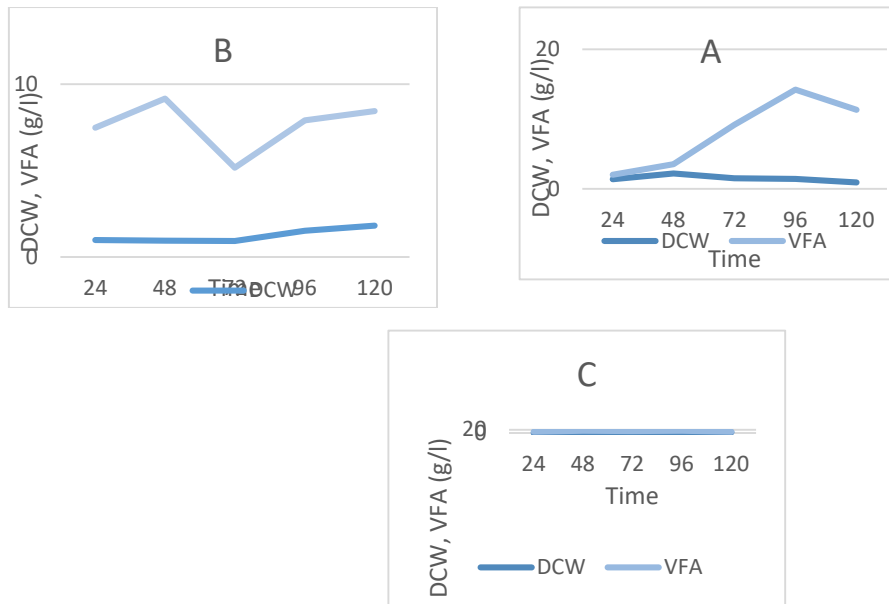 B
10
DCW, VFA (g/l)
0
24 48 72 96 120
Time
DCW
A
20
DCW, VFA (g/l)
0
24 48 72 96 120
DCW VFA
Time
C
20
0
DCW, VFA (g/l)
24 48 72 96 120
Time
DCW VFA